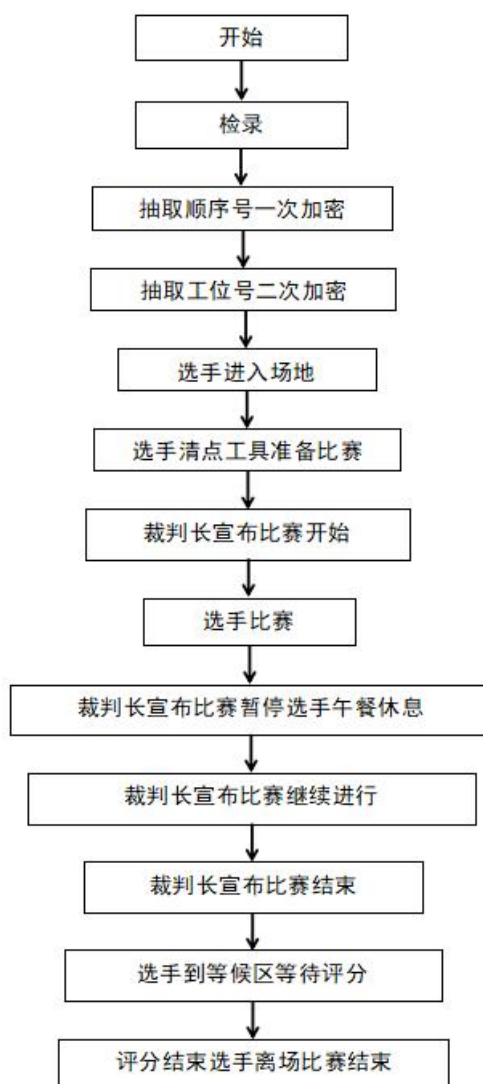 开始
检录
抽取顺序号一次加密
抽取工位号二次加密
选手进入场地
选手清点工具准备比赛
裁判长宣布比赛开始
选手比赛
裁判长宣布比赛暂停选手午餐休息
裁判长宣布比赛继续进行
裁判长宣布比赛结束
选手到等候区等待评分
评分结束选手离场比赛结束